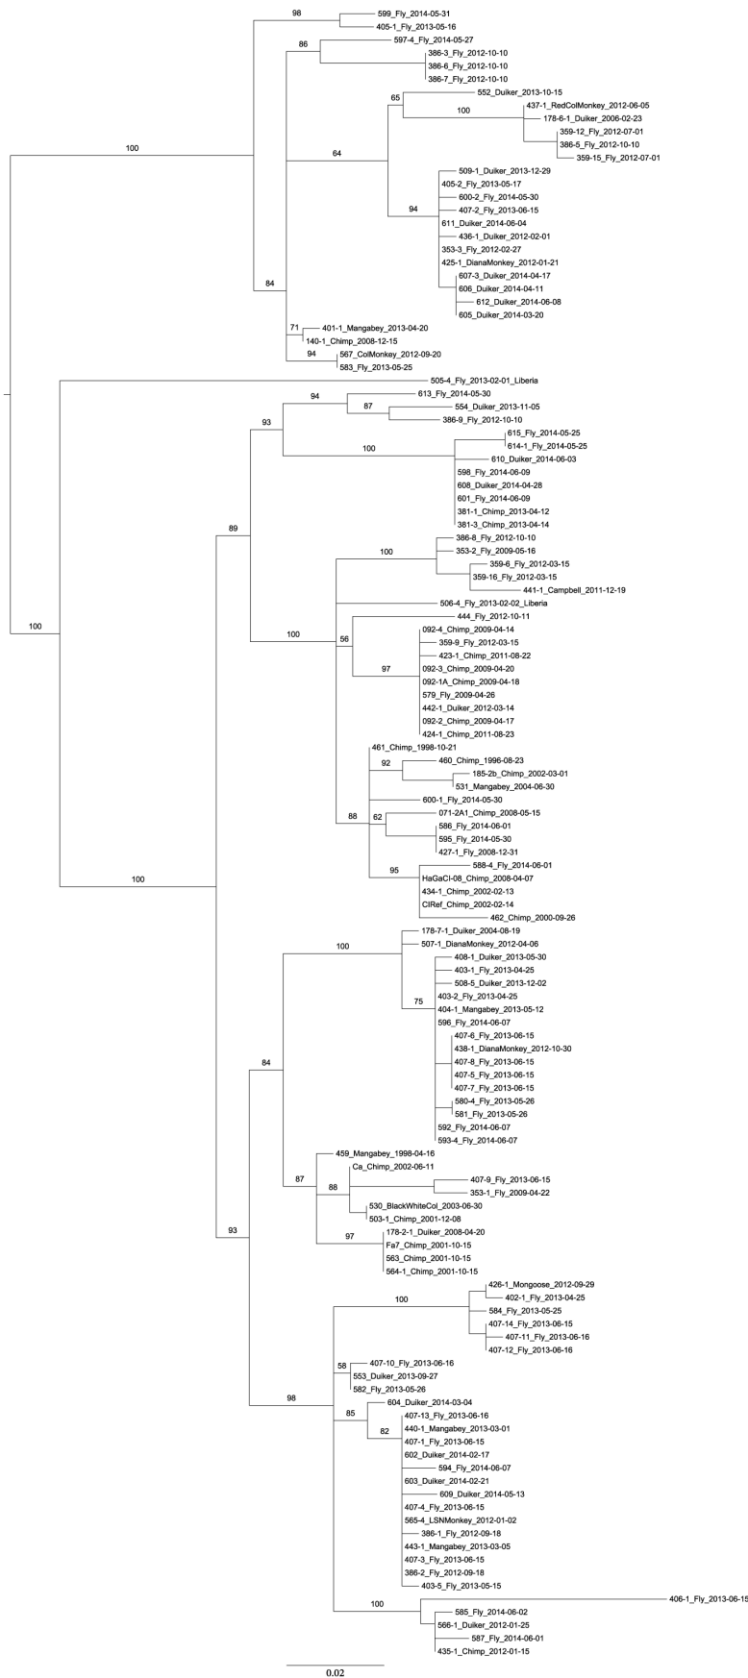 98
599_Fly_2014-05-31
405-1_Fly_2013-05-16
86
597-4_Fly_2014-05-27
386-3_Fly_2012-10-10
386-6_Fly_2012-10-10
386-7_Fly_2012-10-10
65
552_Duiker_2013-10-15
100
437-1_RedColMonkey_2012-06-05
178-6-1_Duiker_2006-02-23
359-12_Fly_2012-07-01
386-5_Fly_2012-10-10
359-15_Fly_2012-07-01
100
64
509-1_Duiker_2013-12-29
405-2_Fly_2013-05-17
600-2_Fly_2014-05-30
407-2_Fly_2013-06-15
94
611_Duiker_2014-06-04
436-1_Duiker_2012-02-01
353-3_Fly_2012-02-27
425-1_DianaMonkey_2012-01-21
607-3_Duiker_2014-04-17
84
606_Duiker_2014-04-11
612_Duiker_2014-06-08
605_Duiker_2014-03-20
71
401-1_Mangabey_2013-04-20
140-1_Chimp_2008-12-15
94
567_ColMonkey_2012-09-20
583_Fly_2013-05-25
505-4_Fly_2013-02-01_Liberia
94
613_Fly_2014-05-30
87
554_Duiker_2013-11-05
386-9_Fly_2012-10-10
93
615_Fly_2014-05-25
614-1_Fly_2014-05-25
100
610_Duiker_2014-06-03
598_Fly_2014-06-09
608_Duiker_2014-04-28
601_Fly_2014-06-09
381-1_Chimp_2013-04-12
381-3_Chimp_2013-04-14
89
386-8_Fly_2012-10-10
100
353-2_Fly_2009-05-16
359-6_Fly_2012-03-15
359-16_Fly_2012-03-15
441-1_Campbell_2011-12-19
506-4_Fly_2013-02-02_Liberia
444_Fly_2012-10-11
100
56
092-4_Chimp_2009-04-14
359-9_Fly_2012-03-15
423-1_Chimp_2011-08-22
97
092-3_Chimp_2009-04-20
092-1A_Chimp_2009-04-18
579_Fly_2009-04-26
442-1_Duiker_2012-03-14
092-2_Chimp_2009-04-17
424-1_Chimp_2011-08-23
461_Chimp_1998-10-21
92
460_Chimp_1996-08-23
185-2b_Chimp_2002-03-01
531_Mangabey_2004-06-30
600-1_Fly_2014-05-30
88
62
071-2A1_Chimp_2008-05-15
586_Fly_2014-06-01
595_Fly_2014-05-30
427-1_Fly_2008-12-31
100
95
588-4_Fly_2014-06-01
HaGaCI-08_Chimp_2008-04-07
434-1_Chimp_2002-02-13
CIRef_Chimp_2002-02-14
462_Chimp_2000-09-26
100
178-7-1_Duiker_2004-08-19
507-1_DianaMonkey_2012-04-06
408-1_Duiker_2013-05-30
403-1_Fly_2013-04-25
508-5_Duiker_2013-12-02
75
403-2_Fly_2013-04-25
404-1_Mangabey_2013-05-12
596_Fly_2014-06-07
407-6_Fly_2013-06-15
438-1_DianaMonkey_2012-10-30
407-8_Fly_2013-06-15
407-5_Fly_2013-06-15
407-7_Fly_2013-06-15
84
580-4_Fly_2013-05-26
581_Fly_2013-05-26
592_Fly_2014-06-07
593-4_Fly_2014-06-07
100
459_Mangabey_1998-04-16
Ca_Chimp_2002-06-11
87
88
407-9_Fly_2013-06-15
353-1_Fly_2009-04-22
530_BlackWhiteCol_2003-06-30
503-1_Chimp_2001-12-08
97
178-2-1_Duiker_2008-04-20
Fa7_Chimp_2001-10-15
563_Chimp_2001-10-15
564-1_Chimp_2001-10-15
93
100
426-1_Mongoose_2012-09-29
402-1_Fly_2013-04-25
584_Fly_2013-05-25
407-14_Fly_2013-06-15
407-11_Fly_2013-06-16
407-12_Fly_2013-06-16
58
407-10_Fly_2013-06-16
553_Duiker_2013-09-27
582_Fly_2013-05-26
98
85
604_Duiker_2014-03-04
407-13_Fly_2013-06-16
82
440-1_Mangabey_2013-03-01
407-1_Fly_2013-06-15
602_Duiker_2014-02-17
594_Fly_2014-06-07
603_Duiker_2014-02-21
609_Duiker_2014-05-13
407-4_Fly_2013-06-15
565-4_LSNMonkey_2012-01-02
386-1_Fly_2012-09-18
443-1_Mangabey_2013-03-05
407-3_Fly_2013-06-15
386-2_Fly_2012-09-18
403-5_Fly_2013-05-15
100
406-1_Fly_2013-06-15
585_Fly_2014-06-02
566-1_Duiker_2012-01-25
587_Fly_2014-06-01
435-1_Chimp_2012-01-15
0.02